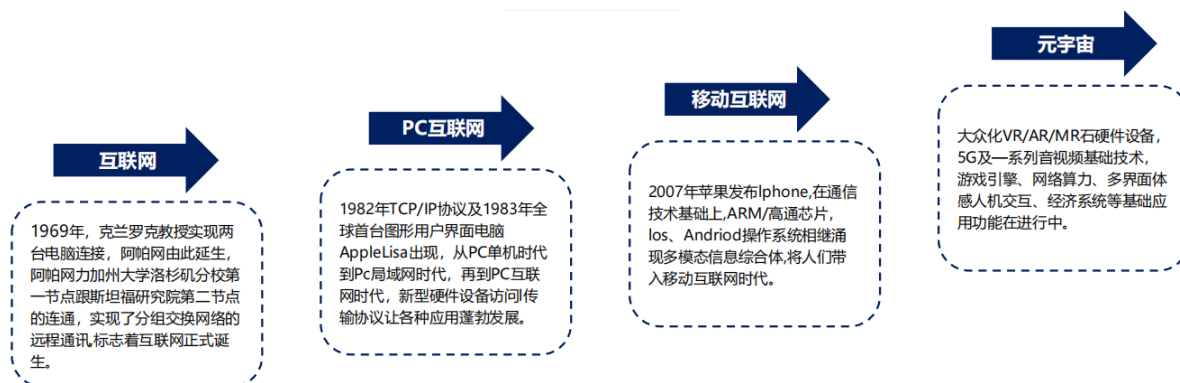 互联网
1969年，克兰罗克教授实现两
台电脑连接，阿帕网由此延生，
阿帕网力加州大学洛杉矶分校第
一节点跟斯坦福研究院第二节点
的连通，实现了分组交换网络的
远程通讯,标志着互联网正式诞
生。
PC互联网
1982年TCP/IP协议及1983年全
球首台图形用户界面电脑
AppleLisa出现，从PC单机时代
到Pc局域网时代，再到PC互联
网时代，新型硬件设备访问传
输协议让各种应用蓬勃发展。
移动互联网
2007年苹果发布Iphone,在通信
技术基础上,ARM/高通芯片，
Ios、Andriod操作系统相继涌
现多模态信息综合体,将人们带
入移动互联网时代。
元宇宙
大众化VR/AR/MR石硬件设备，
5G及—系列音视频基础技术，
游戏引擎、网络算力、多界面体
感人机交互、经济系统等基础应
用功能在进行中。